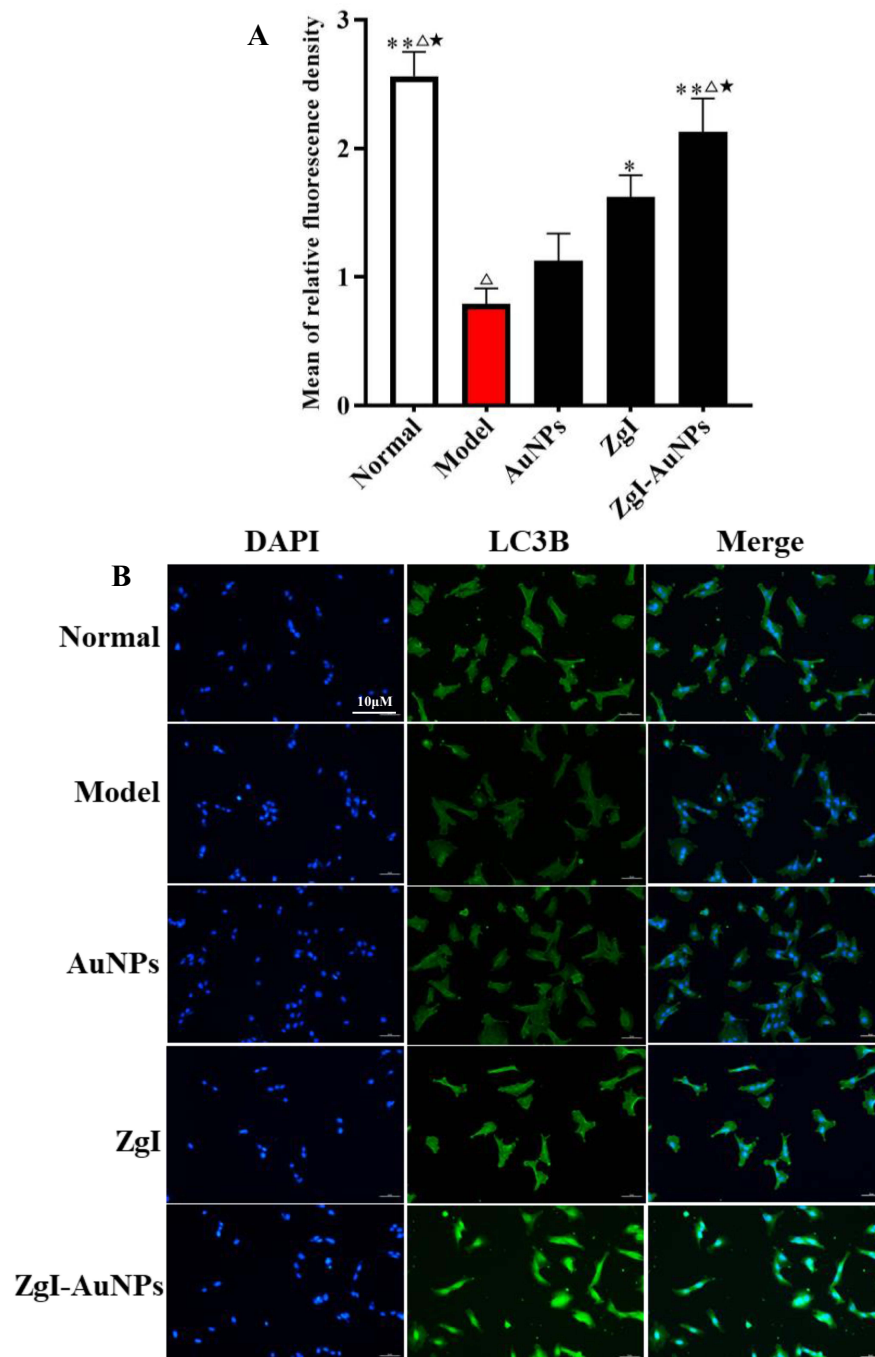 A
Mean of relative fluorescence density
3
2
1
0
**△★
△
*
**△★
Normal
Model
AuNPs
ZgI
ZgI-AuNPs
B
DAPI LC3B Merge
Normal
10μM
Model
AuNPs
ZgI
ZgI-AuNPs